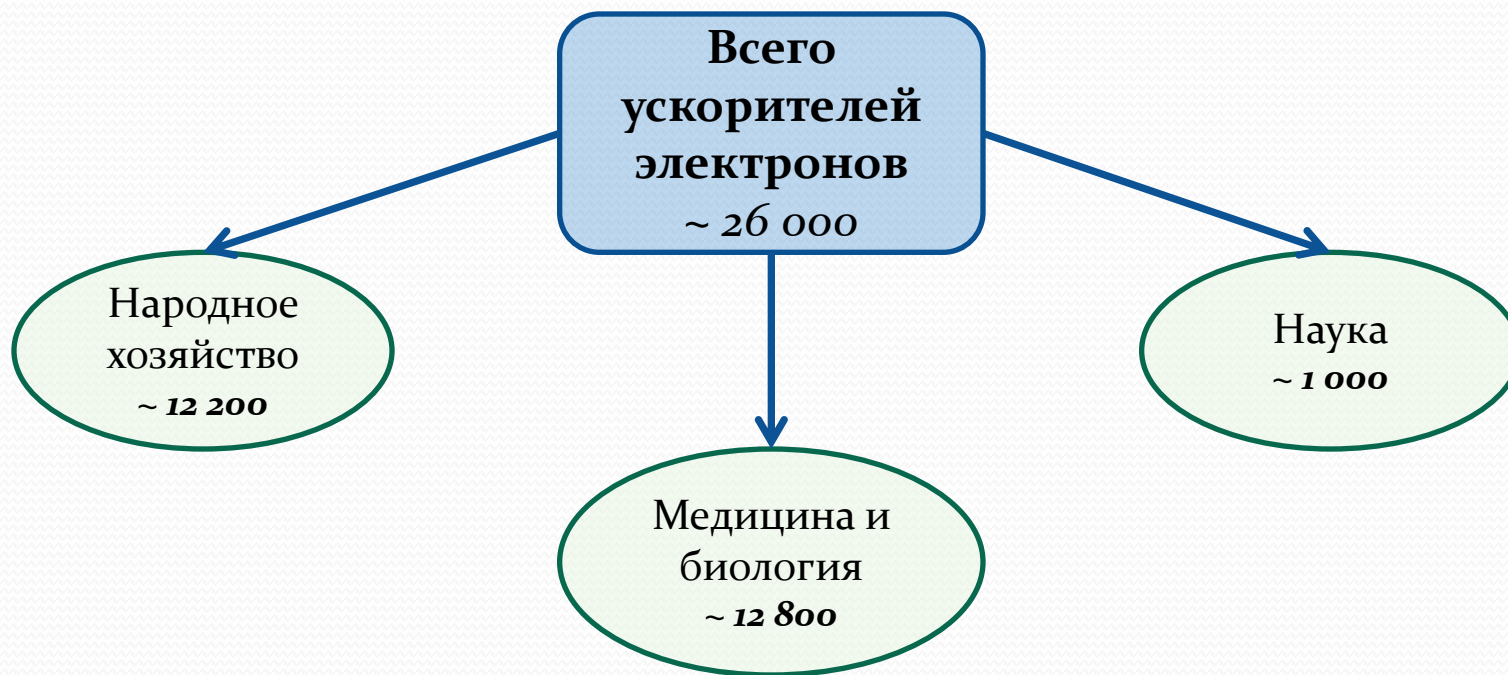 Всего
ускорителей
электронов
~ 26 000
Народное
хозяйство
~ 12 200
Наука
~ 1 000
Медицина и
биология
~ 12 800